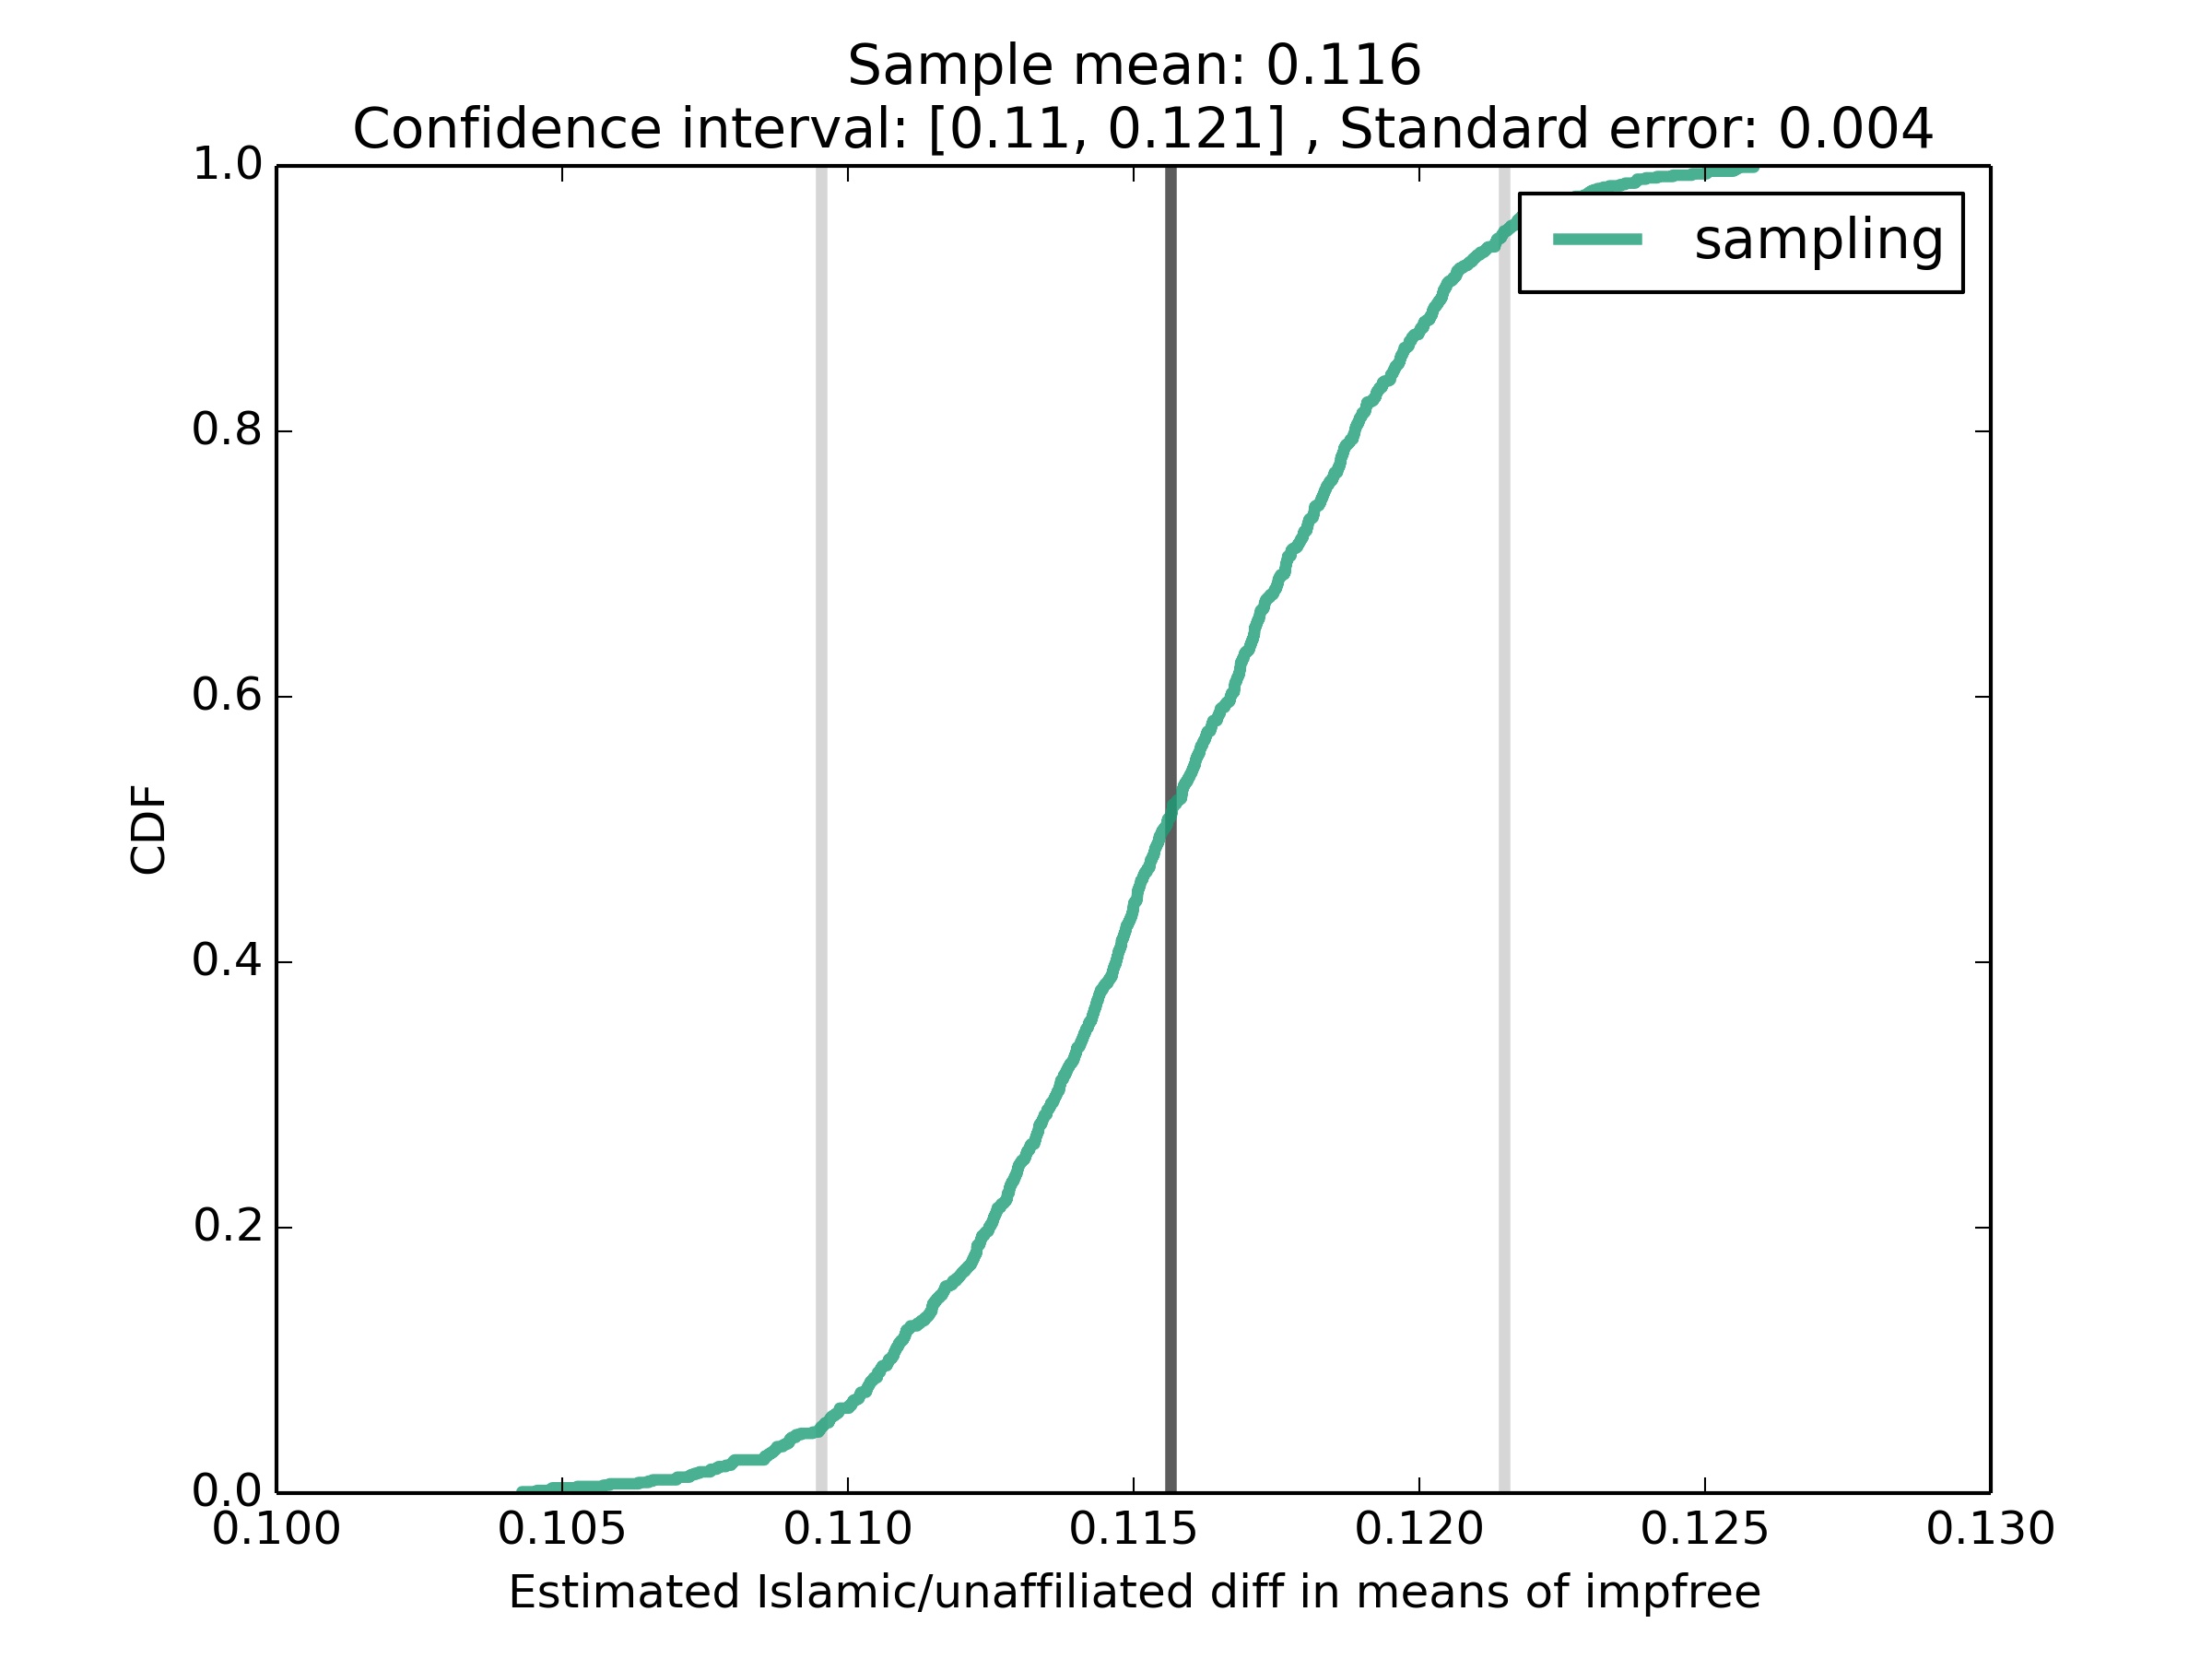 Sample mean: 0.116
Confidence interval: [0.11, 0.121] , Standard error: 0.004
1.0
sampling
0.8
0.6
CDF
0.4
0.2
0.0
0.100 0.105 0.110 0.115 0.120 0.125 0.130
Estimated Islamic/unaffiliated diff in means of impfree